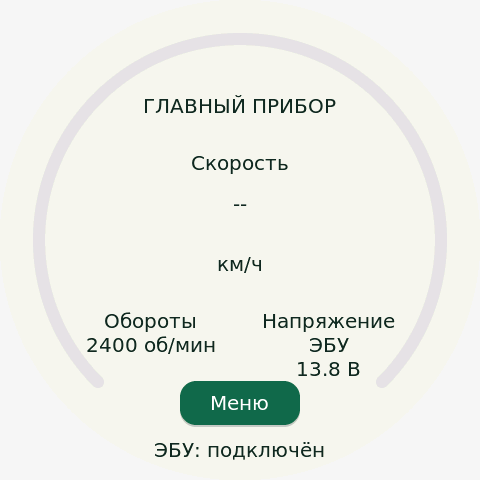 ГЛАВНЫЙ ПРИБОР
Скорость
--
км/ч
Обороты
2400 об/мин
Напряжение
ЭБУ
13.8 В
Меню
ЭБУ: подключён